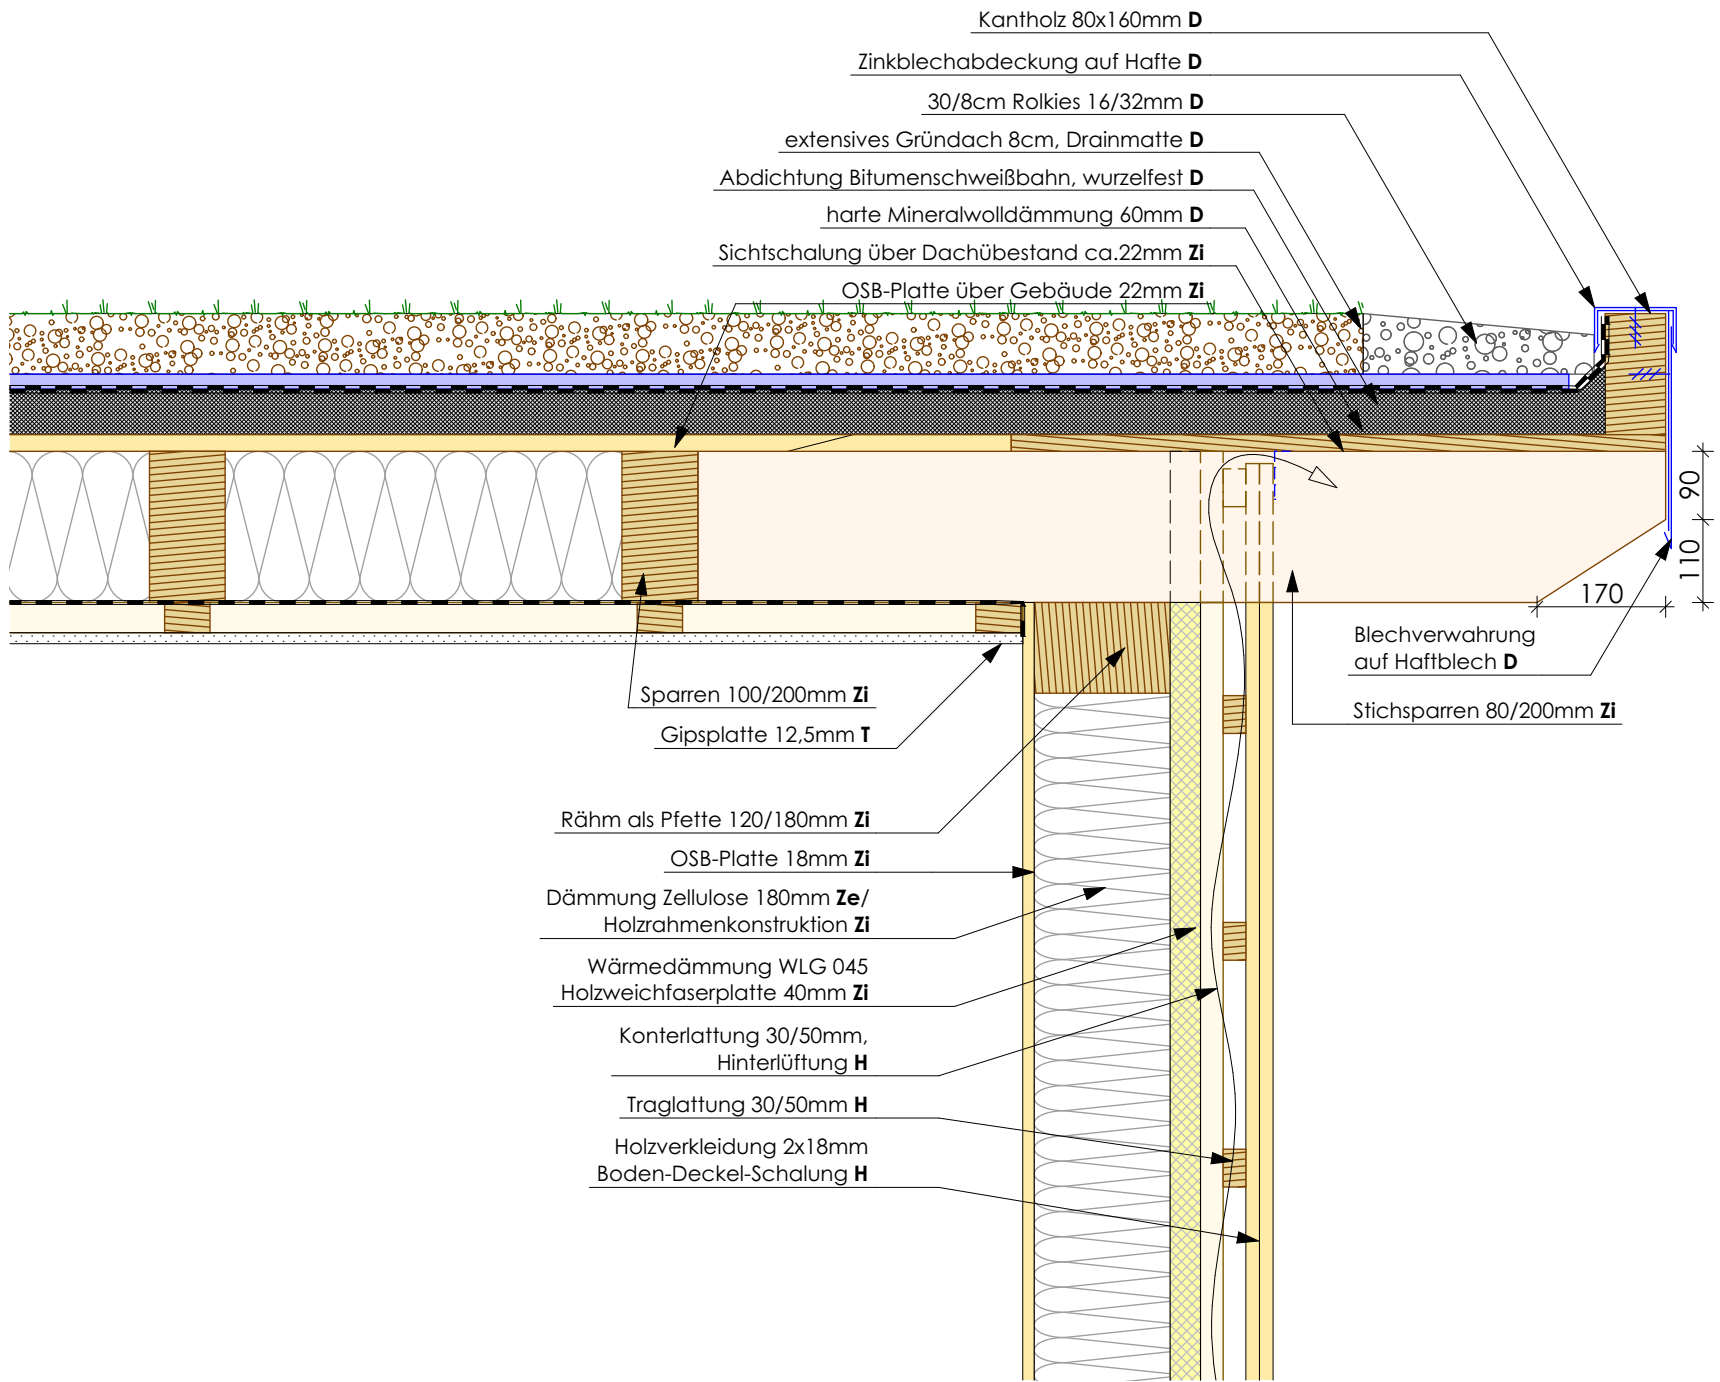 Kantholz 80x160mm D
Zinkblechabdeckung auf Hafte D
30/8cm Rolkies 16/32mm D
extensives Gründach 8cm, Drainmatte D
Abdichtung Bitumenschweißbahn, wurzelfest D
harte Mineralwolldämmung 60mm D
Sichtschalung über Dachübestand ca.22mm Zi
OSB-Platte über Gebäude 22mm Zi
90
110
170
Blechverwahrung
auf Haftblech D
Stichsparren 80/200mm Zi
Sparren 100/200mm Zi
Gipsplatte 12,5mm T
Rähm als Pfette 120/180mm Zi
OSB-Platte 18mm Zi
Dämmung Zellulose 180mm Ze/
Holzrahmenkonstruktion Zi
Wärmedämmung WLG 045
Holzweichfaserplatte 40mm Zi
Konterlattung 30/50mm,
Hinterlüftung H
Traglattung 30/50mm H
Holzverkleidung 2x18mm
Boden-Deckel-Schalung H